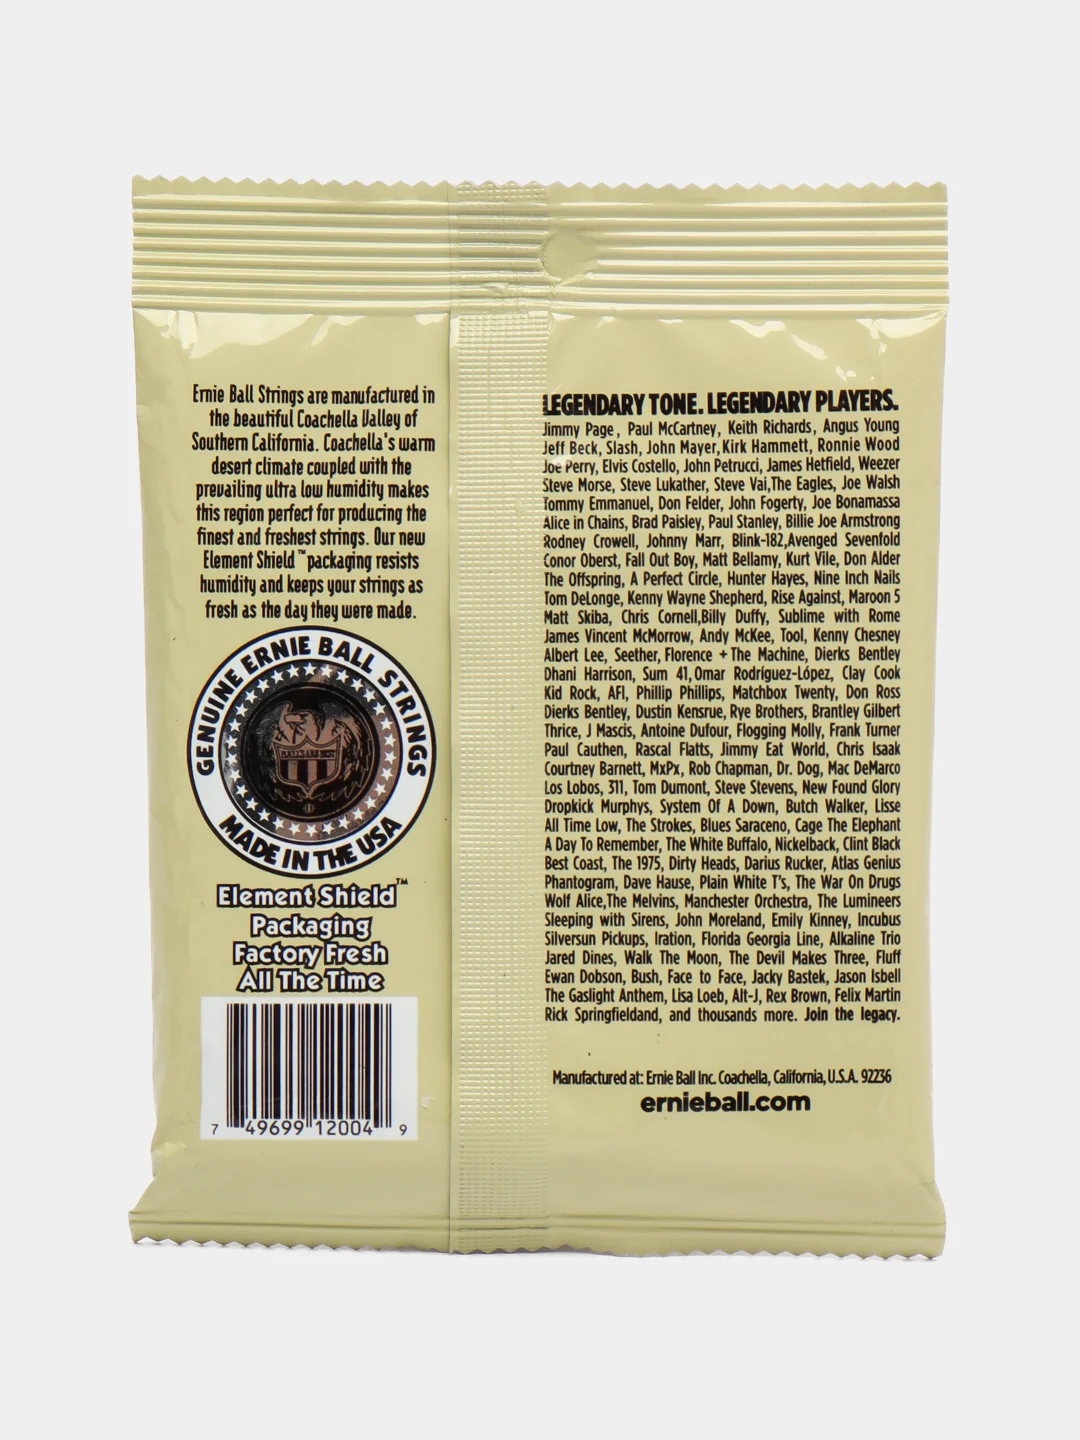 Ernie Ball Strings are manufactured in
the beautiful Coachella Valley of
Southern California. Coachella's warm
desert climate coupled with the
prevailing ultra low humidity makes
this region perfect for producing the
finest and freshest strings. Our new
Element Shield™ packaging resists
humidity and keeps your strings as
fresh as the day they were made.
GENUINE ERNIE BALL STRINGS
BALL'S ARE BEST
MADE IN THE USA
Element Shield™
Packaging
Factory Fresh
All The Time
7 49699 12004 9
LEGENDARY TONE. LEGENDARY PLAYERS.
Jimmy Page, Paul McCartney, Keith Richards, Angus Young
Jeff Beck, Slash, John Mayer,Kirk Hammett, Ronnie Wood
Joe Perry, Elvis Costello, John Petrucci, James Hetfield, Weezer
Steve Morse, Steve Lukather, Steve Vai,The Eagles, Joe Walsh
Tommy Emmanuel, Don Felder, John Fogerty, Joe Bonamassa
Alice in Chains, Brad Paisley, Paul Stanley, Billie Joe Armstrong
Rodney Crowell, Johnny Marr, Blink-182,Avenged Sevenfold
Conor Oberst, Fall Out Boy, Matt Bellamy, Kurt Vile, Don Alder
The Offspring, A Perfect Circle, Hunter Hayes, Nine Inch Nails
Tom DeLonge, Kenny Wayne Shepherd, Rise Against, Maroon 5
Matt Skiba, Chris Cornell,Billy Duffy, Sublime with Rome
James Vincent McMorrow, Andy McKee, Tool, Kenny Chesney
Albert Lee, Seether, Florence + The Machine, Dierks Bentley
Dhani Harrison, Sum 41,Omar Rodríguez-López, Clay Cook
Kid Rock, AFI, Phillip Phillips, Matchbox Twenty, Don Ross
Dierks Bentley, Dustin Kensrue, Rye Brothers, Brantley Gilbert
Thrice, J Mascis, Antoine Dufour, Flogging Molly, Frank Turner
Paul Cauthen, Rascal Flatts, Jimmy Eat World, Chris Isaak
Courtney Barnett, MxPx, Rob Chapman, Dr. Dog, Mac DeMarco
Los Lobos, 311, Tom Dumont, Steve Stevens, New Found Glory
Dropkick Murphys, System Of A Down, Butch Walker, Lisse
All Time Low, The Strokes, Blues Saraceno, Cage The Elephant
A Day To Remember, The White Buffalo, Nickelback, Clint Black
Best Coast, The 1975, Dirty Heads, Darius Rucker, Atlas Genius
Phantogram, Dave Hause, Plain White T's, The War On Drugs
Wolf Alice,The Melvins, Manchester Orchestra, The Lumineers
Sleeping with Sirens, John Moreland, Emily Kinney, Incubus
Silversun Pickups, Iration, Florida Georgia Line, Alkaline Trio
Jared Dines, Walk The Moon, The Devil Makes Three, Fluff
Ewan Dobson, Bush, Face to Face, Jacky Bastek, Jason Isbell
The Gaslight Anthem, Lisa Loeb, Alt-J, Rex Brown, Felix Martin
Rick Springfieldand, and thousands more. Join the legacy.
Manufactured at: Ernie Ball Inc. Coachella, California, U.S.A. 92236
ernieball.com